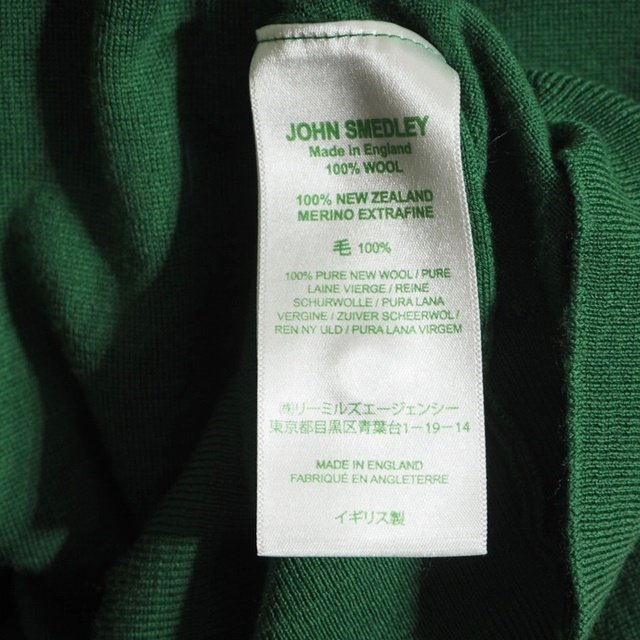 JOHN SMEDLEY
Made in England
100% WOOL
100% NEW ZEALAND
MERINO EXTRAFINE
毛 100%
100% PURE NEW WOOL / PURE
LAINE VIERGE / REINE
SCHURWOLLE / PURA LANA
VERGINE / ZUIVER SCHEERWOL /
REN NY ULD / PURA LANA VIRGEM
㈱リーミルズエージェンシー
東京都目黒区青葉台1-19-14
MADE IN ENGLAND
FABRIQUÉ EN ANGLETERRE
イギリス製